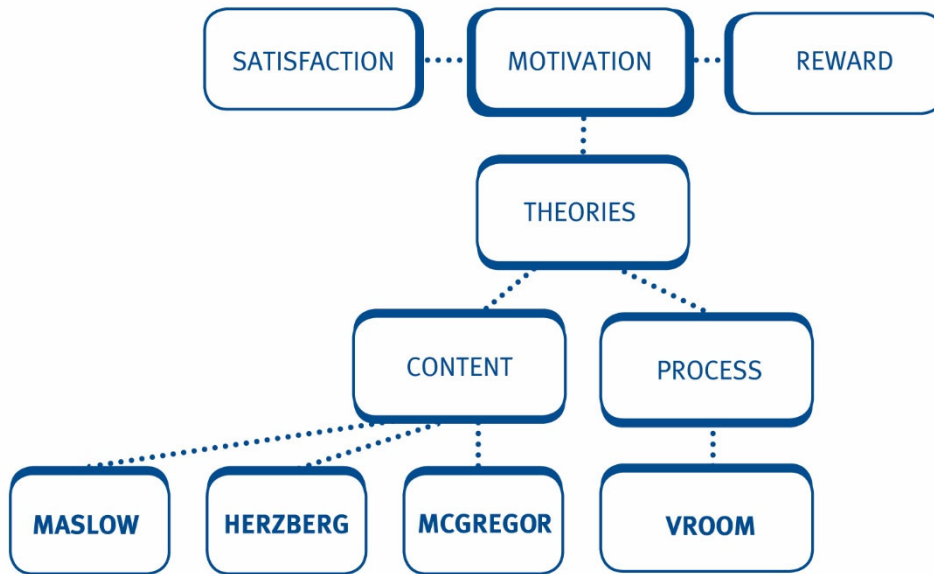 SATISFACTION
MOTIVATION
REWARD
THEORIES
CONTENT
PROCESS
MASLOW
HERZBERG
MCGREGOR
VROOM